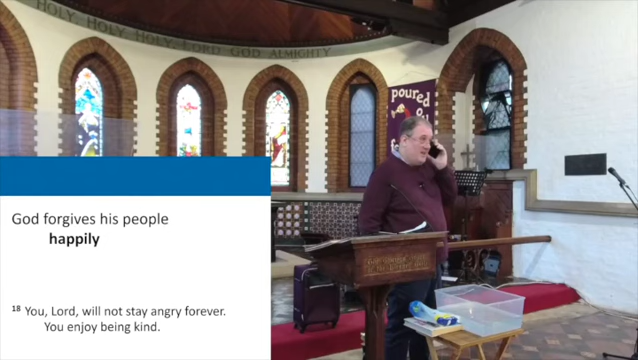 HOLY, HOLY, HOLY, LORD GOD ALMIGHTY
poured
God forgives his people
happily
18 You, Lord, will not stay angry forever.
You enjoy being kind.